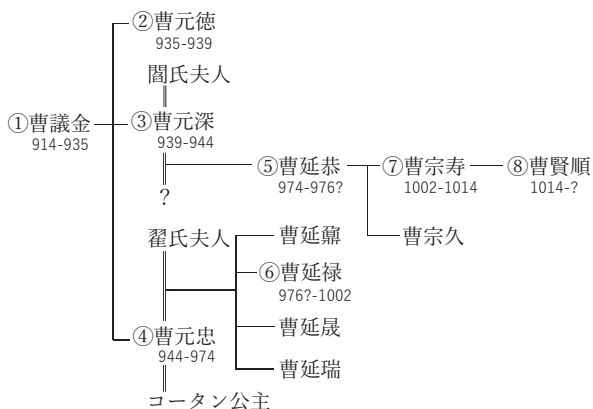 ②曹元徳
935-939
閻氏夫人
①曹議金
914-935
③曹元深
939-944
?
⑤曹延恭
974-976?
⑦曹宗寿
1002-1014
⑧曹賢順
1014-?
曹宗久
翟氏夫人
曹延鼐
⑥曹延禄
976?-1002
曹延晟
④曹元忠
944-974
曹延瑞
コータン公主